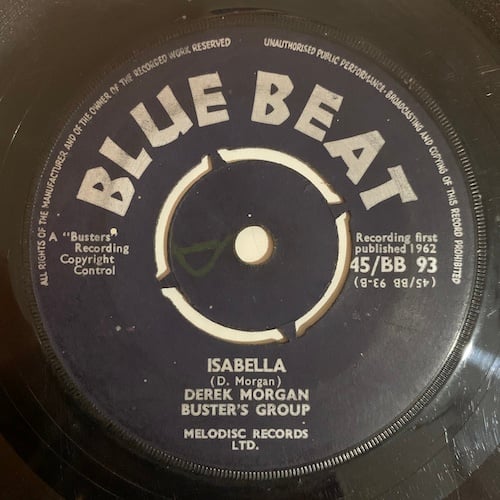 ALL RIGHTS OF THE MANUFACTURER AND OF THE OWNER OF THE RECORDED WORK RESERVED
UNAUTHORISED PUBLIC PERFORMANCE · BROADCASTING AND COPYING OF THIS RECORD PROHIBITED
BLUE BEAT
A "Busters"
Recording
Copyright
Control
Recording first
published 1962
45/BB 93
(45/BB 93-B)
ISABELLA
(D. Morgan)
DEREK MORGAN
BUSTER'S GROUP
MELODISC RECORDS
LTD.